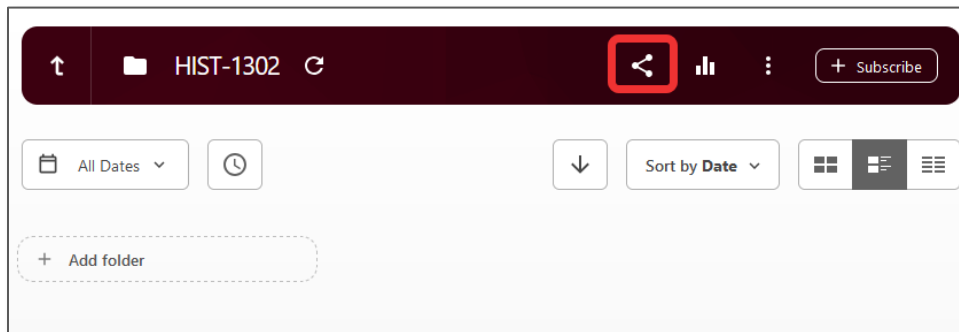 HIST-1302
+ Subscribe
All Dates
Sort by Date
+ Add folder